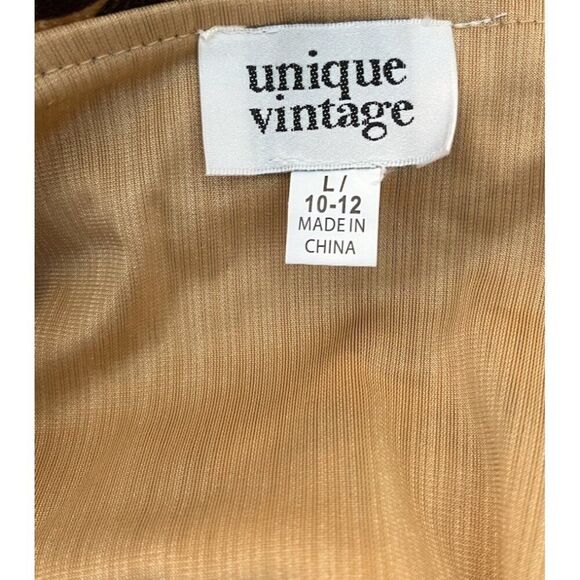 unique
vintage
L/
10-12
MADE IN
CHINA